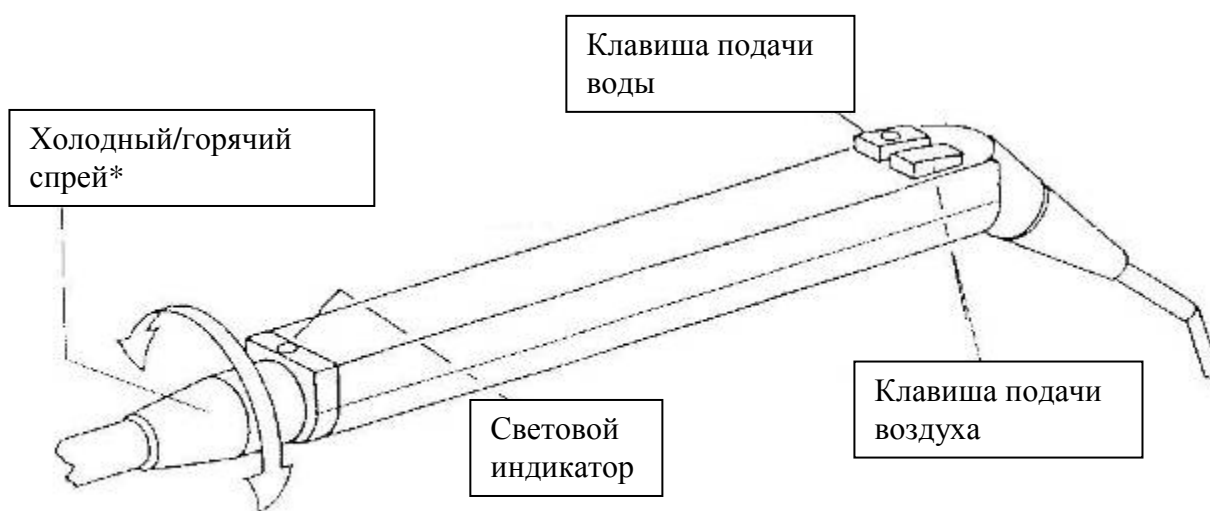 Клавиша подачи
воды
Холодный/горячий
спрей*
Клавиша подачи
воздуха
Световой
индикатор